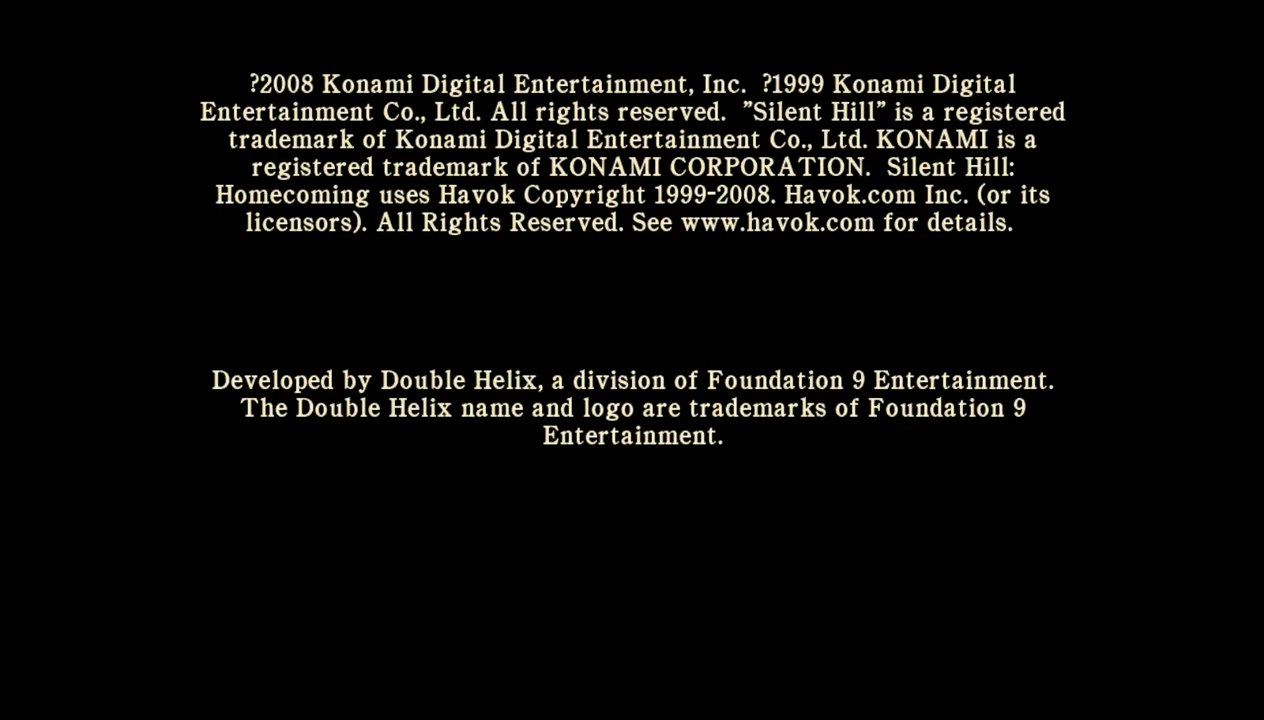 ?2008 Konami Digital Entertainment, Inc.  ?1999 Konami Digital
Entertainment Co., Ltd. All rights reserved.  "Silent Hill" is a registered
trademark of Konami Digital Entertainment Co., Ltd. KONAMI is a
registered trademark of KONAMI CORPORATION.  Silent Hill:
Homecoming uses Havok Copyright 1999-2008. Havok.com Inc. (or its
licensors). All Rights Reserved. See www.havok.com for details.
Developed by Double Helix, a division of Foundation 9 Entertainment.
The Double Helix name and logo are trademarks of Foundation 9
Entertainment.